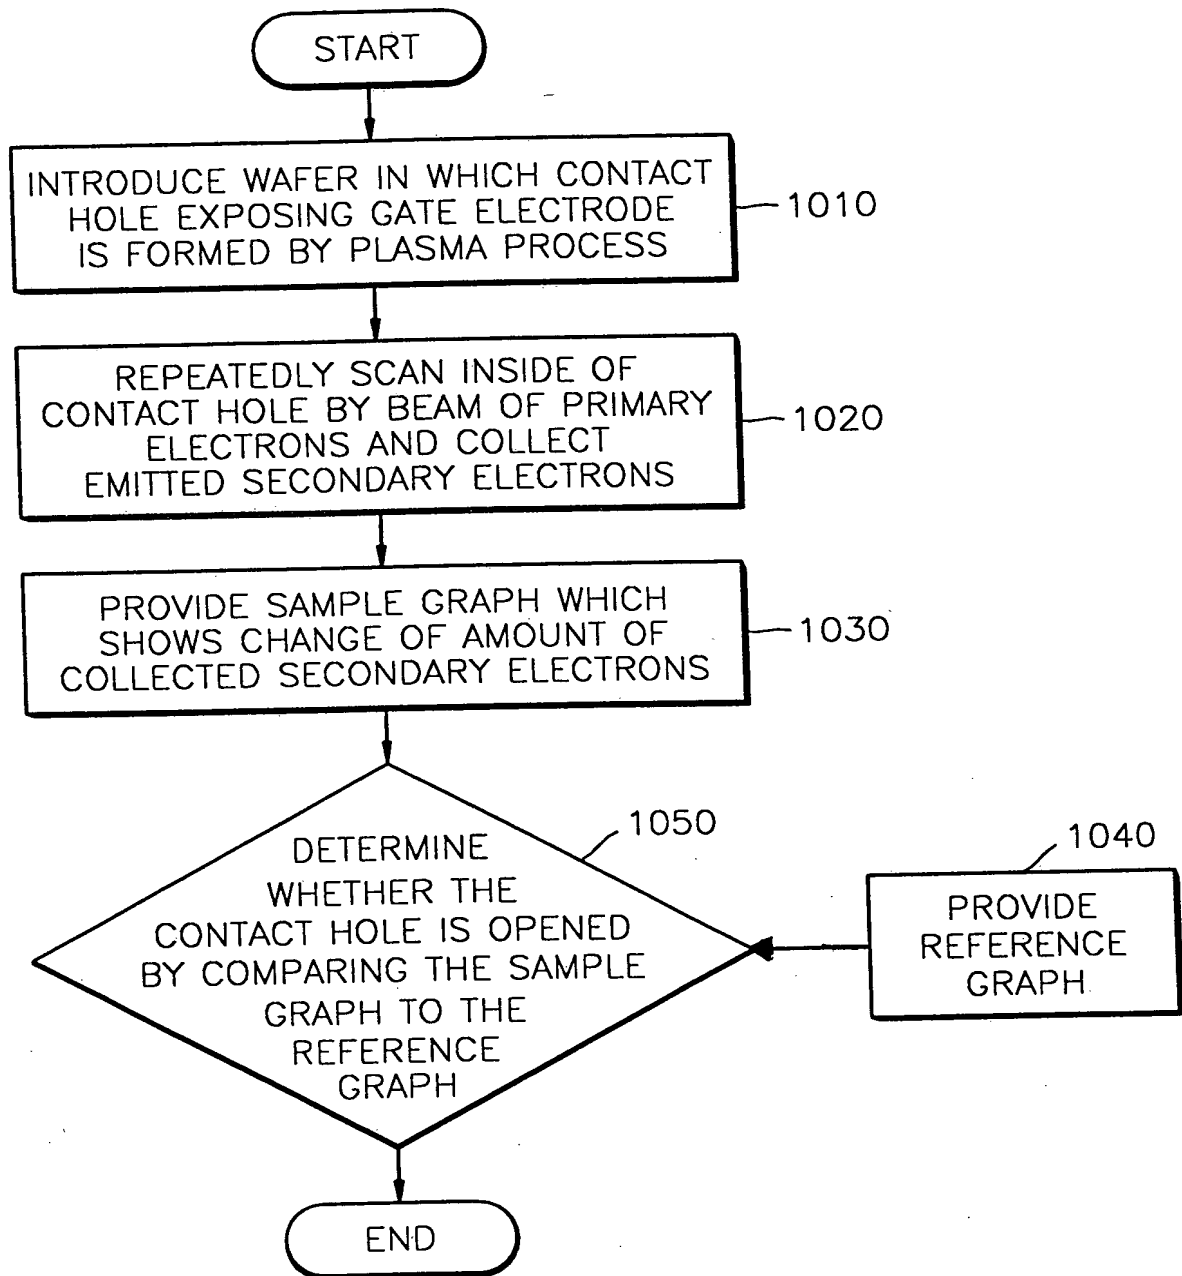 START
INTRODUCE WAFER IN WHICH CONTACT
HOLE EXPOSING GATE ELECTRODE
IS FORMED BY PLASMA PROCESS
1010
REPEATEDLY SCAN INSIDE OF
CONTACT HOLE BY BEAM OF PRIMARY
ELECTRONS AND COLLECT
EMITTED SECONDARY ELECTRONS
1020
PROVIDE SAMPLE GRAPH WHICH
SHOWS CHANGE OF AMOUNT OF
COLLECTED SECONDARY ELECTRONS
1030
DETERMINE
WHETHER THE
CONTACT HOLE IS OPENED
BY COMPARING THE SAMPLE
GRAPH TO THE
REFERENCE
GRAPH
1050
1040
PROVIDE
REFERENCE
GRAPH
END